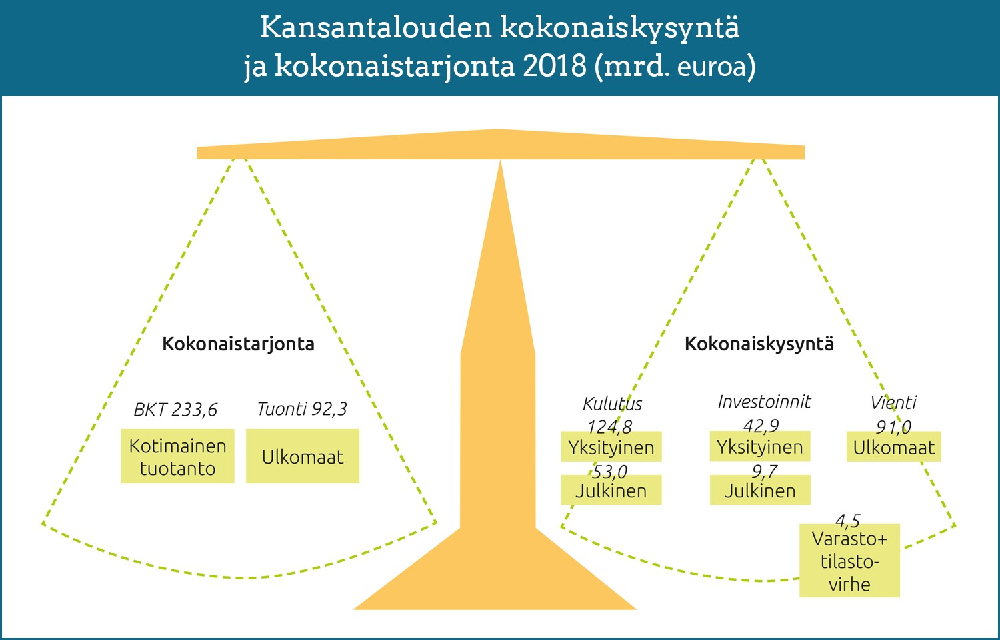 Kansantalouden kokonaiskysyntä
ja kokonaistarjonta 2018 (mrd. euroa)
Kokonaistarjonta
BKT 233,6
Kotimainen
tuotanto
Tuonti 92,3
Ulkomaat
Kokonaiskysyntä
Kulutus
124,8
Yksityinen
53,0
Julkinen
Investoinnit
42,9
Yksityinen
9,7
Julkinen
Vienti
91,0
Ulkomaat
4,5
Varasto+
tilasto-
virhe